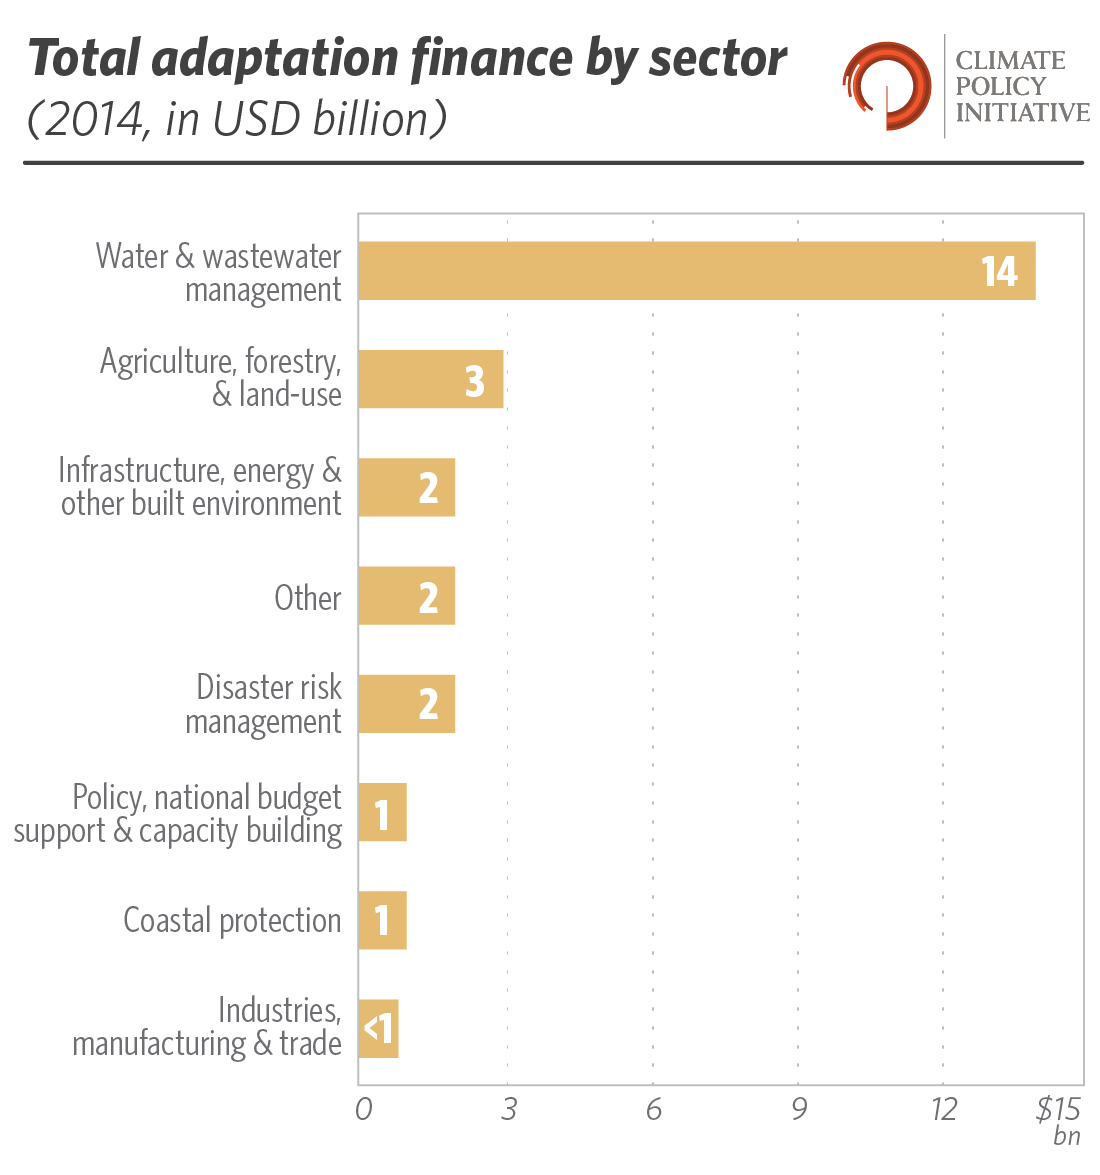 Total adaptation finance by sector
(2014, in USD billion)
CLIMATE
POLICY
INITIATIVE
Water & wastewater
management
14
Agriculture, forestry,
& land-use
3
Infrastructure, energy &
other built environment
2
Other
2
Disaster risk
management
2
Policy, national budget
support & capacity building
1
Coastal protection
1
Industries,
manufacturing & trade
<1
0 3 6 9 12 $15
bn